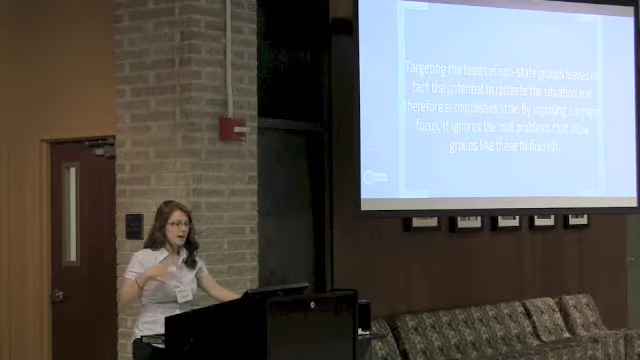 Targeting the heads of non-state groups leaves in
tact the potential to recreate the situation and
therefore accomplishes little. By imposing a myopic
focus, it ignores the root problems that allow
groups like these to flourish.